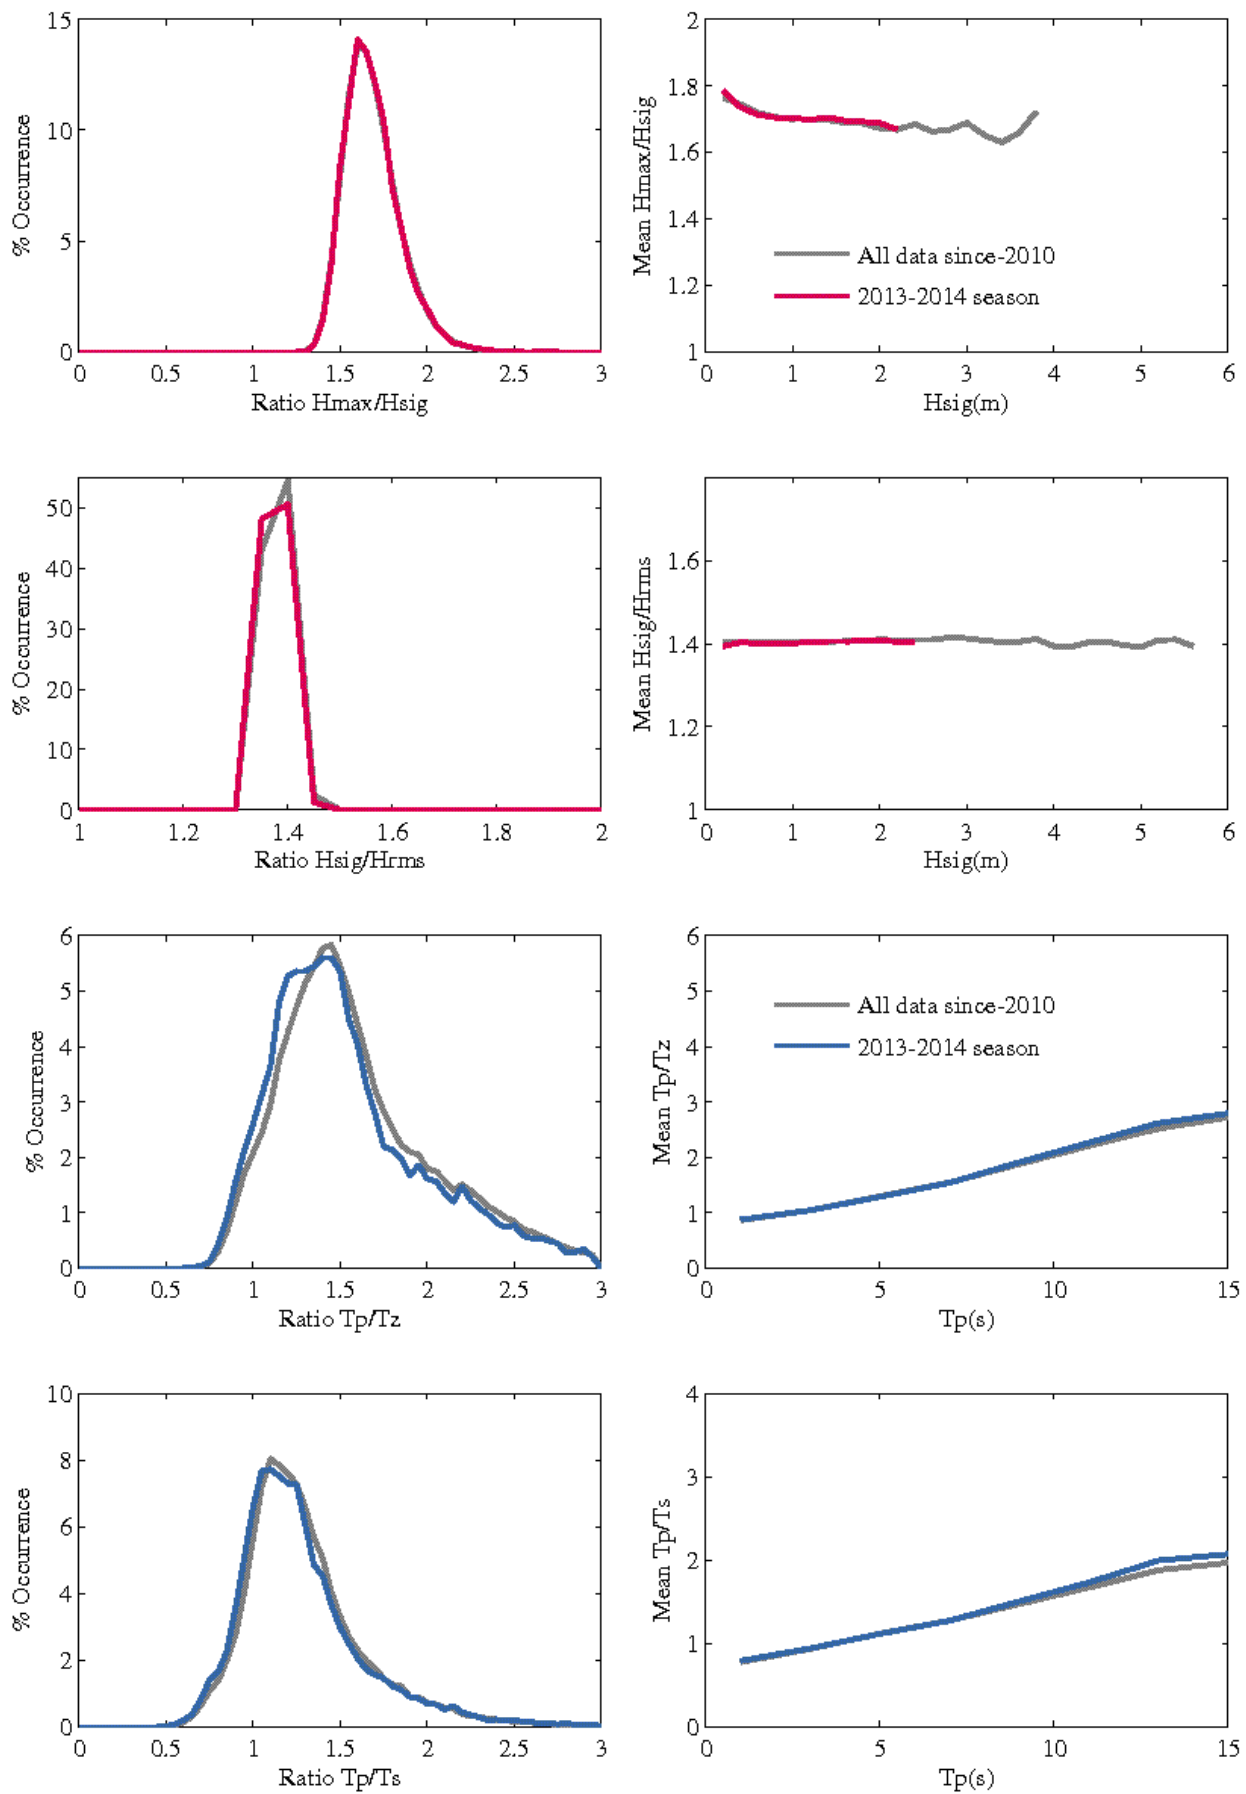 15
10
5
0
% Occurrence
0 0.5 1 1.5 2 2.5 3
Ratio Hmax/Hsig
2
1.8
1.6
1.4
1.2
1
Mean Hmax/Hsig
All data since-2010
2013-2014 season
0 1 2 3 4 5 6
Hsig(m)
50
40
30
20
10
0
% Occurrence
1 1.2 1.4 1.6 1.8 2
Ratio Hsig/Hrms
1.6
1.4
1.2
1
Mean Hsig/Hrms
0 1 2 3 4 5 6
Hsig(m)
6
5
4
3
2
1
0
% Occurrence
0 0.5 1 1.5 2 2.5 3
Ratio Tp/Tz
6
5
4
3
2
1
0
Mean Tp/Tz
All data since-2010
2013-2014 season
0 5 10 15
Tp(s)
10
8
6
4
2
0
% Occurrence
0 0.5 1 1.5 2 2.5 3
Ratio Tp/Ts
4
3
2
1
0
Mean Tp/Ts
0 5 10 15
Tp(s)